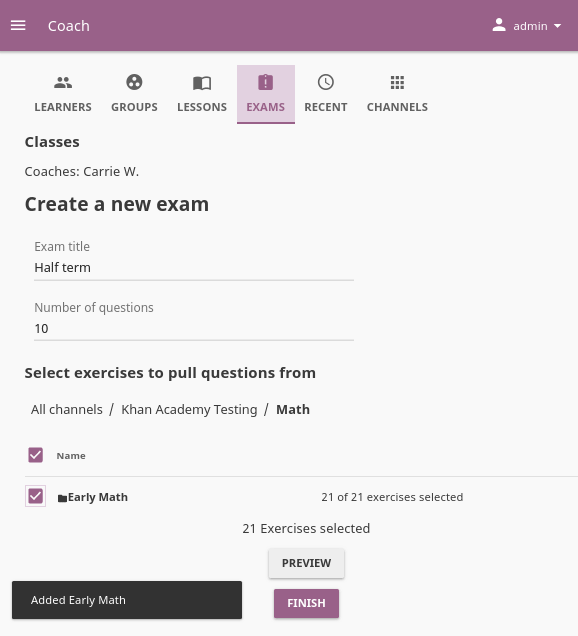 Coach
admin
LEARNERS GROUPS LESSONS EXAMS RECENT CHANNELS
Classes
Coaches: Carrie W.
Create a new exam
Exam title
Half term
Number of questions
10
Select exercises to pull questions from
All channels / Khan Academy Testing / Math
Name
Early Math 21 of 21 exercises selected
21 Exercises selected
PREVIEW
Added Early Math
FINISH